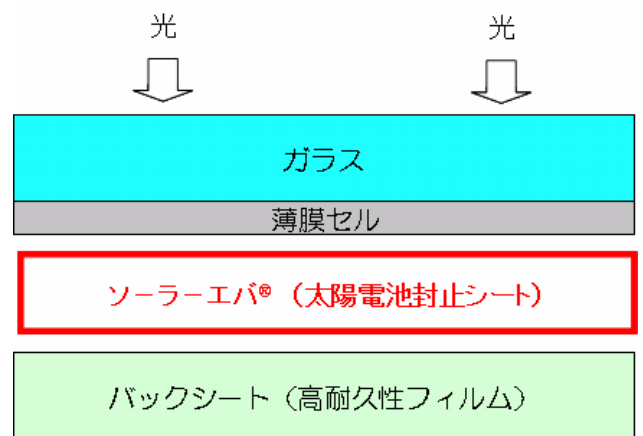 光 光
ガラス
薄膜セル
ソーラーエバ®（太陽電池封止シート）
バックシート（高耐久性フィルム）